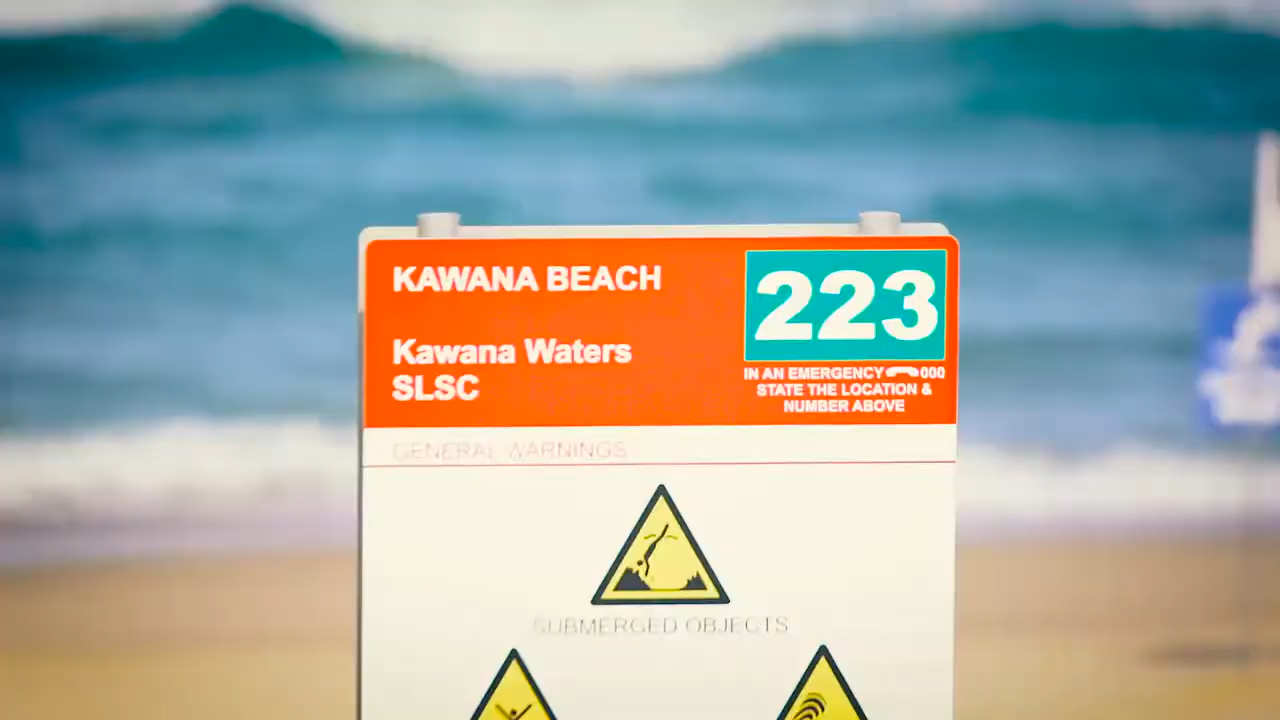 KAWANA BEACH
Kawana Waters
SLSC
223
IN AN EMERGENCY 000
STATE THE LOCATION &
NUMBER ABOVE
GENERAL WARNINGS
SUBMERGED OBJECTS